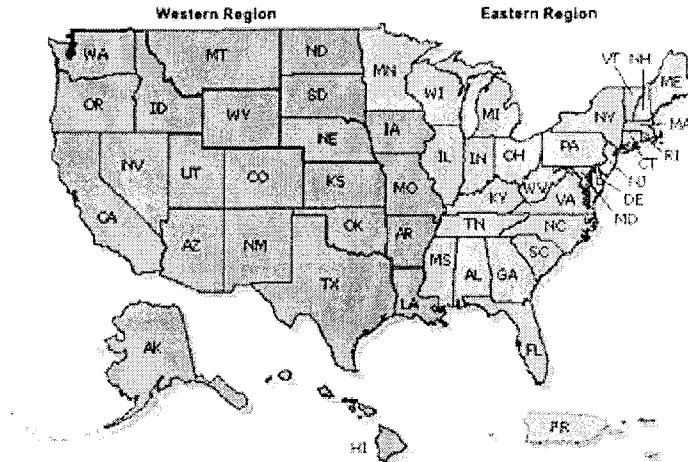 Western Region Eastern Region
WA MT ND MN VT NH ME
OR ID WY SD WI MI NY MA
NE IA PA RI
NV UT CO IL IN OH CT
CA KS MO WV NJ
KY VA DE
MD
AZ NM OK AR TN NC
TX MS AL GA SC
LA
FL
AK
HI PR